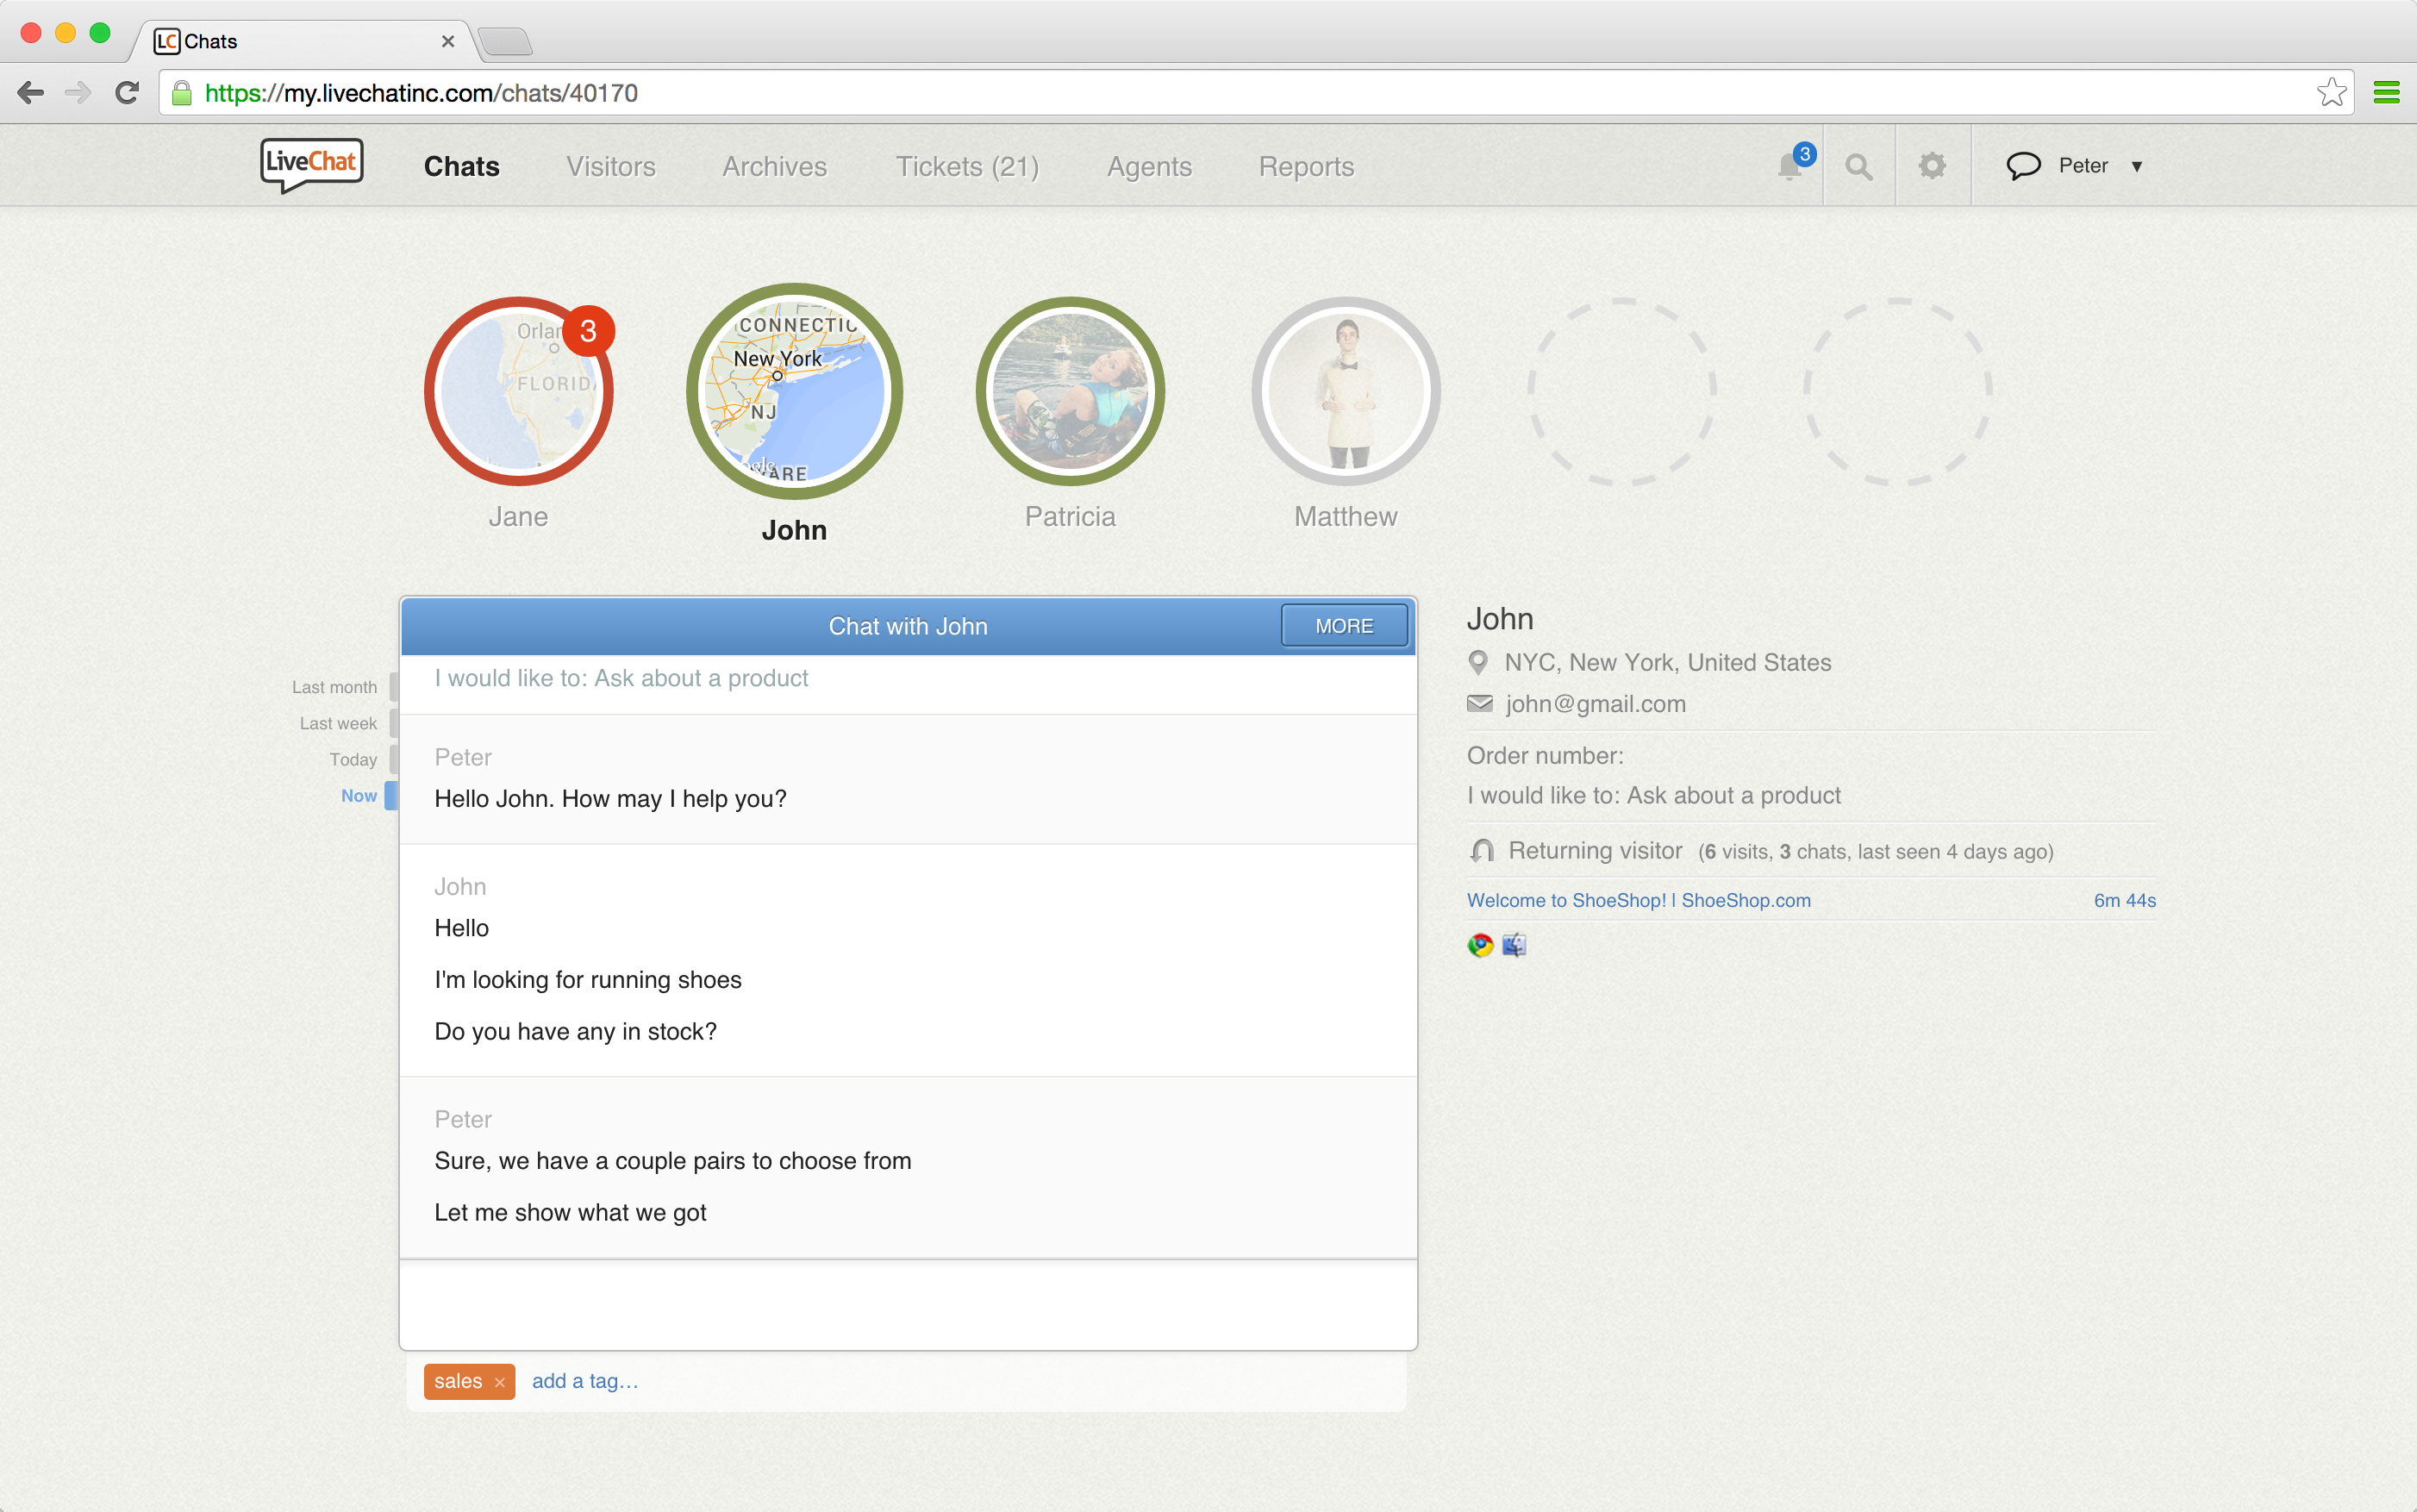 LC Chats
https://my.livechatinc.com/chats/40170
LiveChat
Chats
Visitors
Archives
Tickets (21)
Agents
Reports
3
Peter
Orlan
FLORIDA
3
Jane
CONNECTIC
New York
NJ
ARE
John
Patricia
Matthew
Last month
Last week
Today
Now
Chat with John
MORE
I would like to: Ask about a product
Peter
Hello John. How may I help you?
John
Hello
I'm looking for running shoes
Do you have any in stock?
Peter
Sure, we have a couple pairs to choose from
Let me show what we got
sales ×
add a tag…
John
NYC, New York, United States
john@gmail.com
Order number:
I would like to: Ask about a product
Returning visitor (6 visits, 3 chats, last seen 4 days ago)
Welcome to ShoeShop! | ShoeShop.com 6m 44s